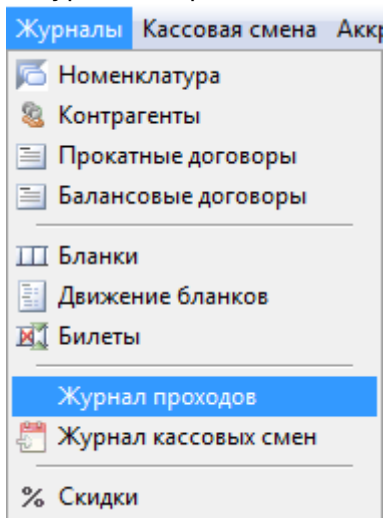 Журналы Кассовая смена
Номенклатура
Контрагенты
Прокатные договоры
Балансовые договоры
Бланки
Движение бланков
Билеты
Журнал проходов
Журнал кассовых смен
% Скидки